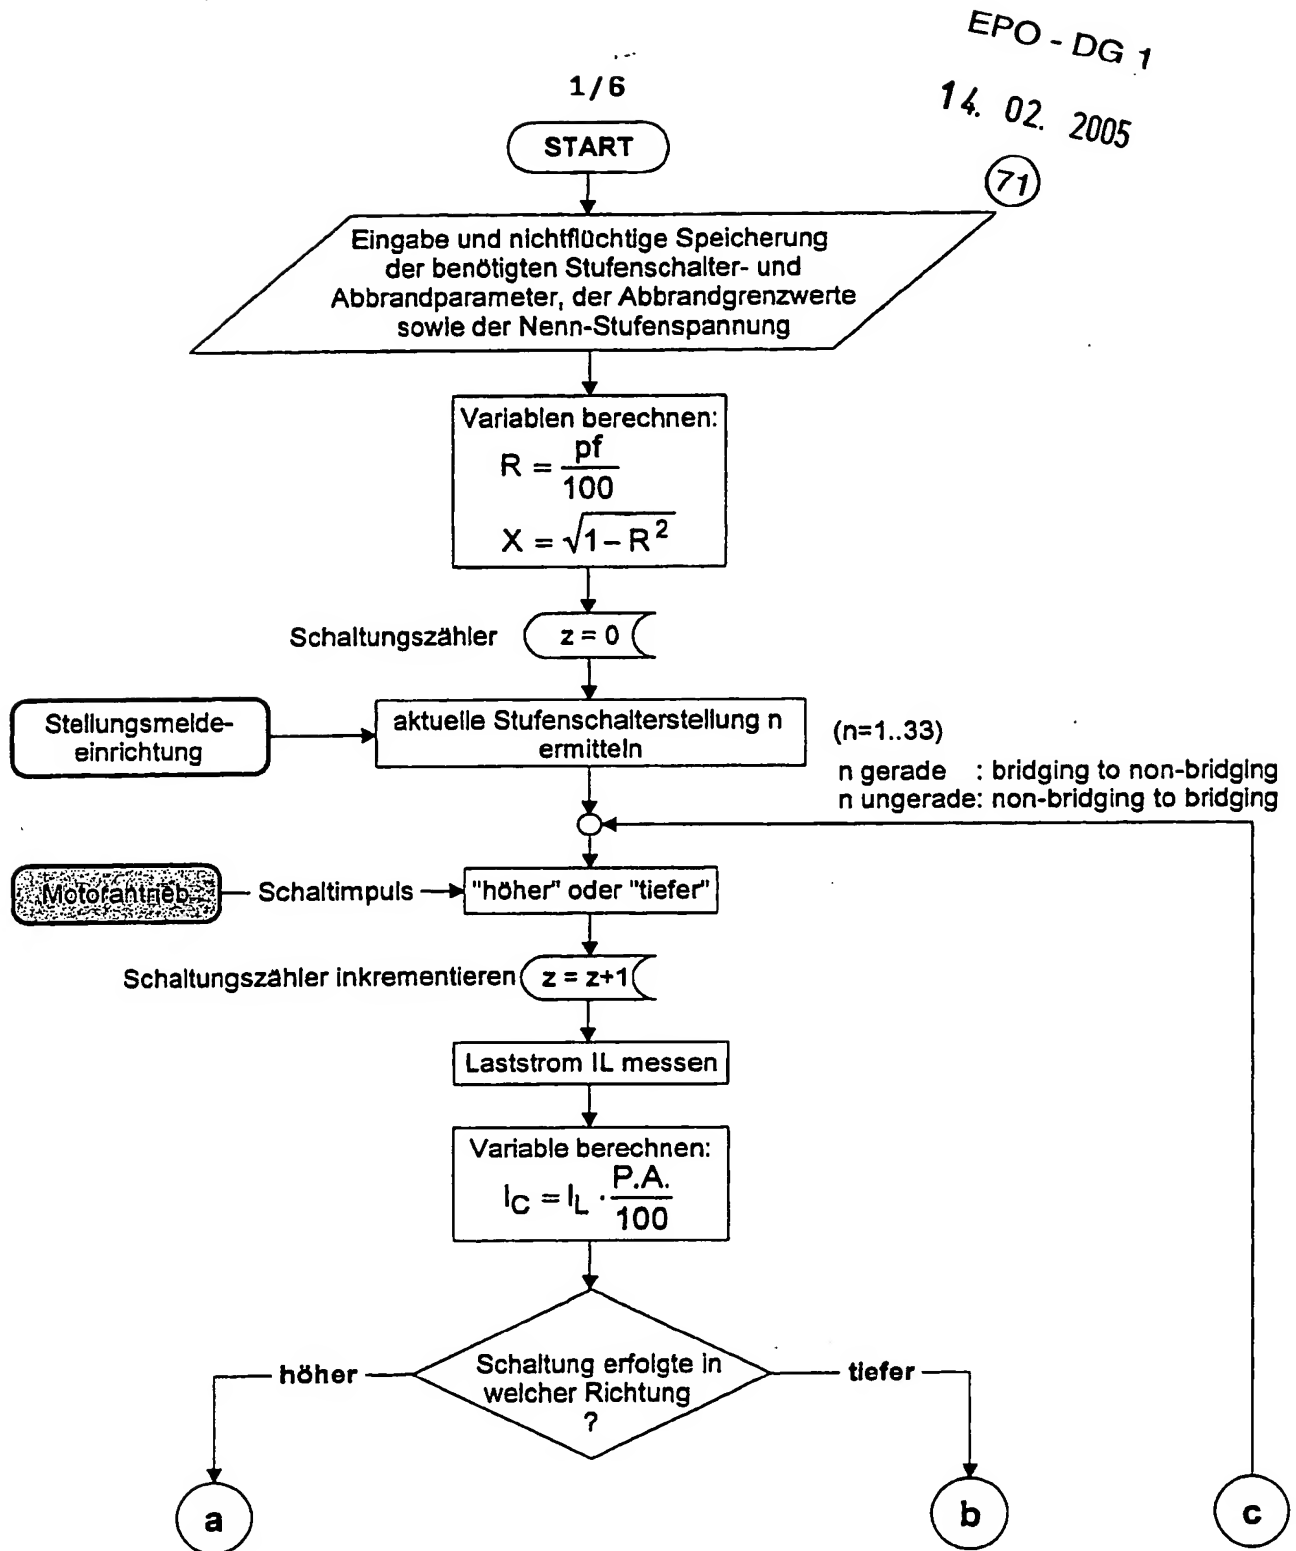 EPO - DG 1
1/6
14. 02. 2005
START
71
Eingabe und nichtflüchtige Speicherung
der benötigten Stufenschalter- und
Abbrandparameter, der Abbrandgrenzwerte
sowie der Nenn-Stufenspannung
Variablen berechnen:
R = pf/100
X = √1 – R²
Schaltungszähler z = 0
Stellungsmelde-
einrichtung
aktuelle Stufenschalterstellung n
ermitteln
(n=1..33)
n gerade : bridging to non-bridging
n ungerade: non-bridging to bridging
Motorantrieb
Schaltimpuls
"höher" oder "tiefer"
Schaltungszähler inkrementieren z = z+1
Laststrom IL messen
Variable berechnen:
I_C = I_L · P.A./100
höher
Schaltung erfolgte in
welcher Richtung
?
tiefer
a
b
c